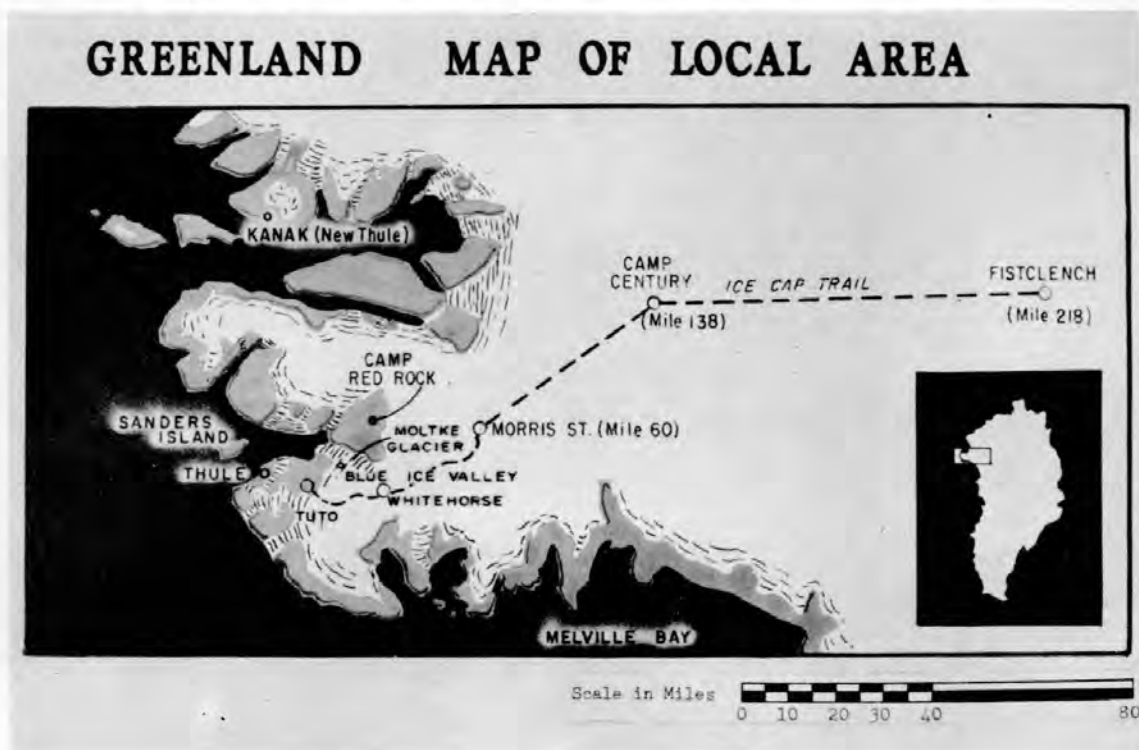 GREENLAND MAP OF LOCAL AREA
KANAK (New Thule)
CAMP
CENTURY
(Mile 138)
ICE CAP TRAIL
FISTCLENCH
(Mile 218)
CAMP
RED ROCK
SANDERS
ISLAND
MOLTKE
GLACIER
MORRIS ST. (Mile 60)
THULE
BLUE ICE VALLEY
WHITEHORSE
TUTO
MELVILLE BAY
Scale in Miles
0 10 20 30 40 80